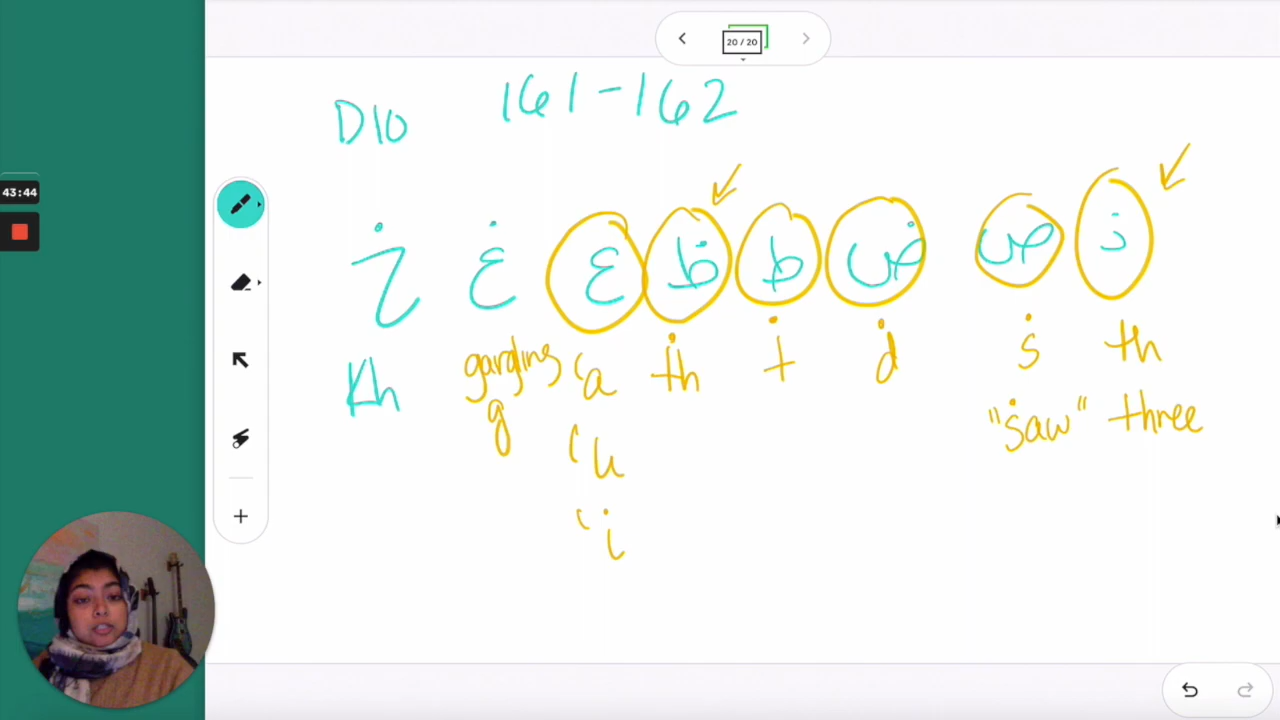 20 / 20
D10 161-162
43:44
خ غ ع ظ ط ض ص ذ
Kh gargling g 'a th t d s th
'u "saw" three
'i